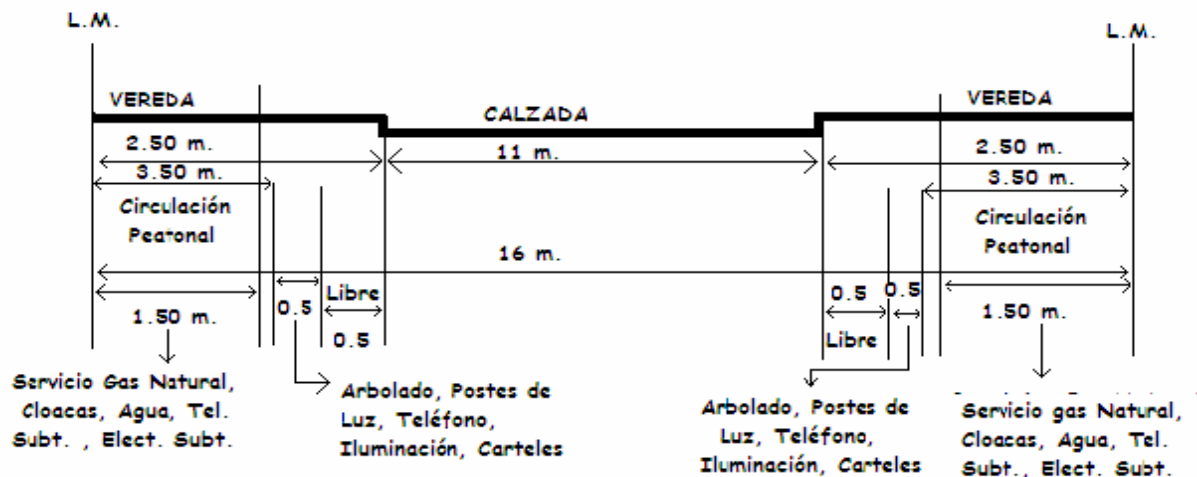 L.M.
L.M.
VEREDA
CALZADA
VEREDA
2.50 m.
11 m.
2.50 m.
3.50 m.
3.50 m.
Circulación
Peatonal
Circulación
Peatonal
16 m.
Libre
0.5
0.5
0.5 0.5
Libre
1.50 m.
1.50 m.
Servicio Gas Natural,
Cloacas, Agua, Tel.
Subt. , Elect. Subt.
Arbolado, Postes de
Luz, Teléfono,
Iluminación, Carteles
Arbolado, Postes de
Luz, Teléfono,
Iluminación, Carteles
Servicio gas Natural,
Cloacas, Agua, Tel.
Subt., Elect. Subt.